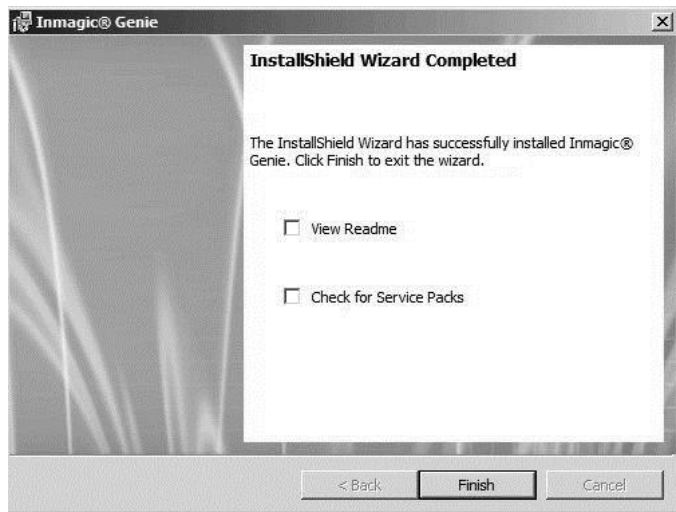 Inmagic® Genie
InstallShield Wizard Completed
The InstallShield Wizard has successfully installed Inmagic®
Genie. Click Finish to exit the wizard.
View Readme
Check for Service Packs
< Back
Finish
Cancel